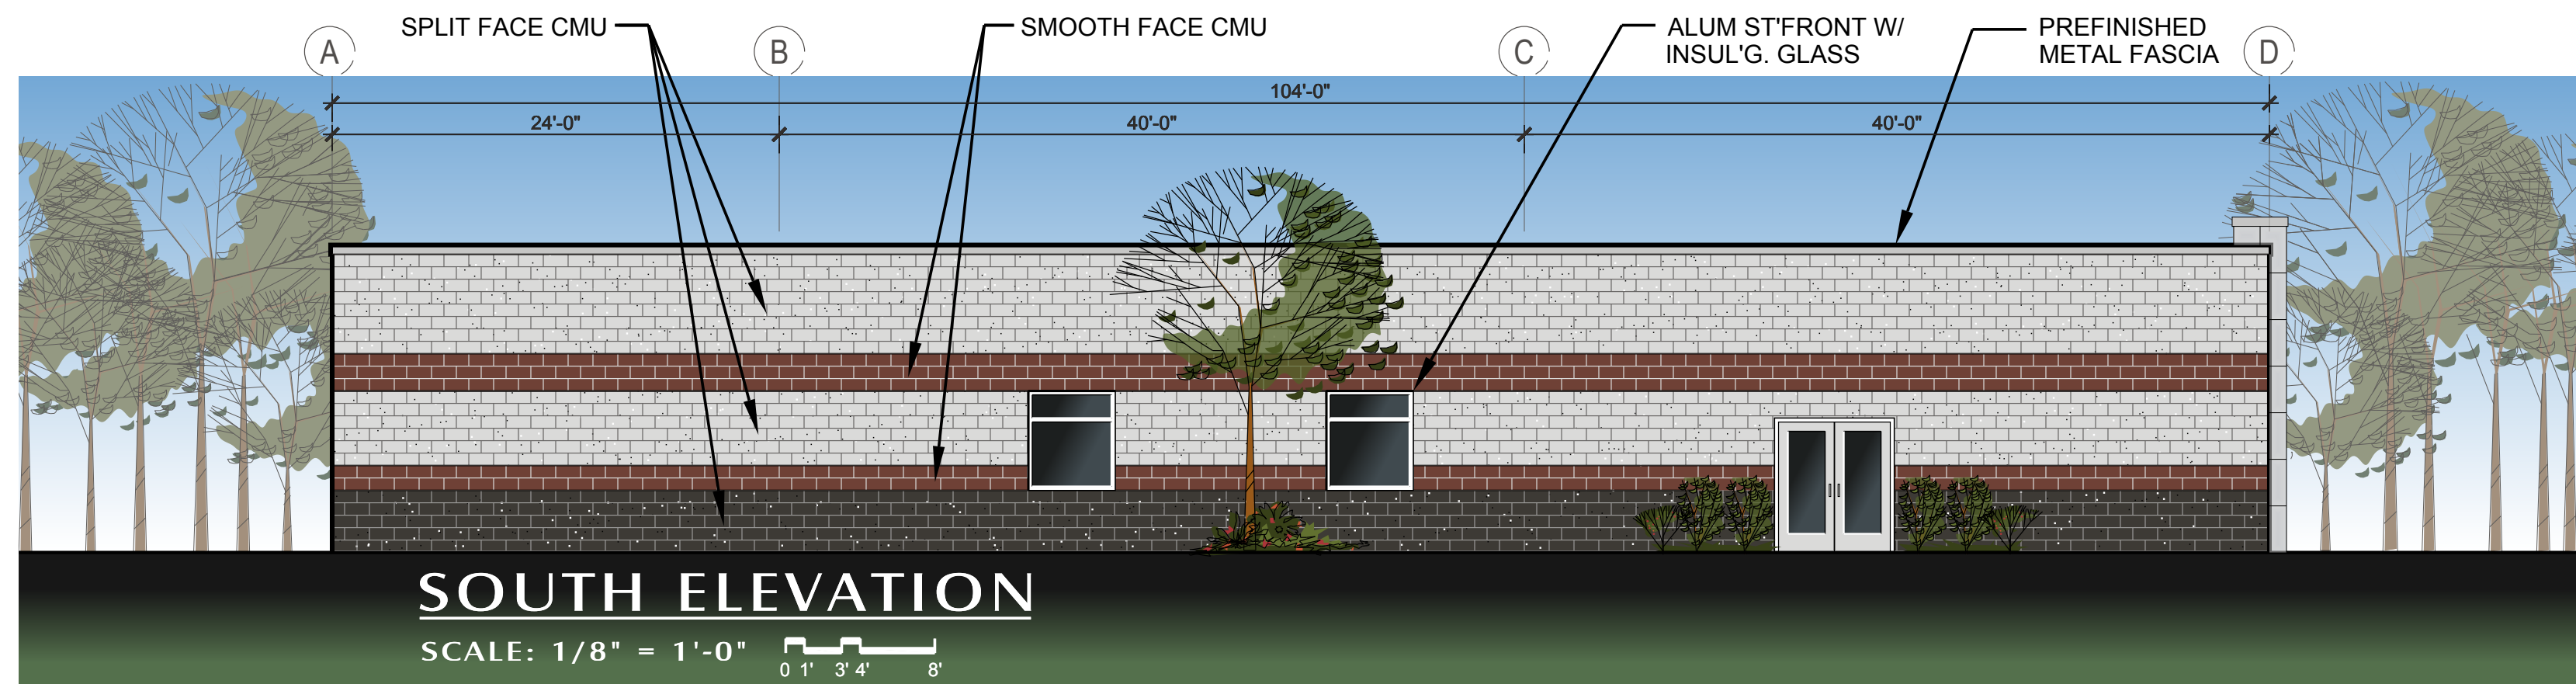 SPLIT FACE CMU
SMOOTH FACE CMU
ALUM ST'FRONT W/
INSUL'G. GLASS
PREFINISHED
METAL FASCIA
A
B
C
D
104'-0"
24'-0"
40'-0"
40'-0"
SOUTH ELEVATION
SCALE: 1/8" = 1'-0"
0 1' 3' 4' 8'